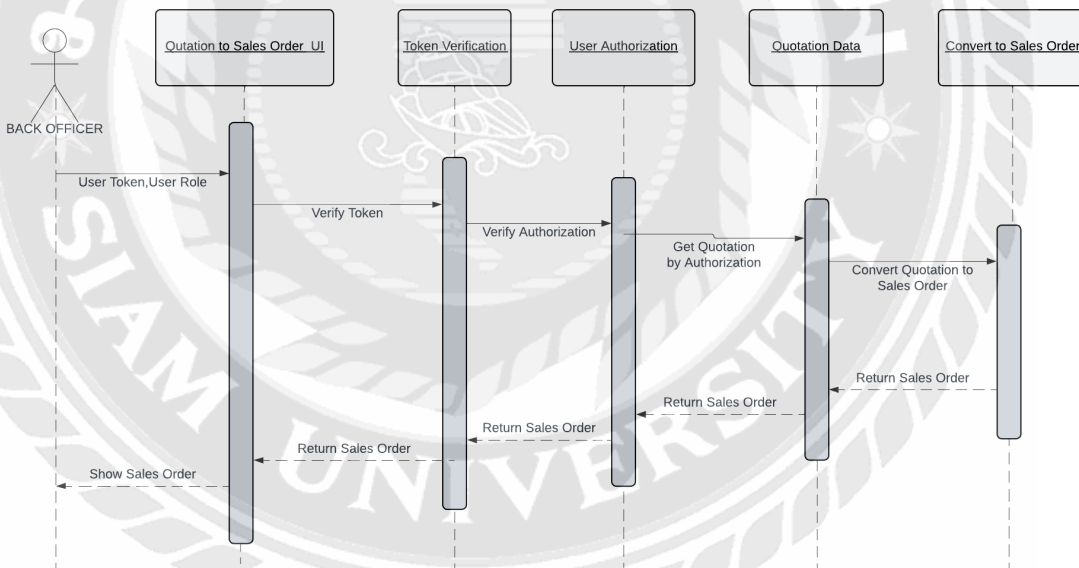 Qutation to Sales Order UI
Token Verification
User Authorization
Quotation Data
Convert to Sales Order
BACK OFFICER
User Token,User Role
Verify Token
Verify Authorization
Get Quotation
by Authorization
Convert Quotation to
Sales Order
Return Sales Order
Return Sales Order
Return Sales Order
Return Sales Order
Show Sales Order
SIAM UNIVERSITY